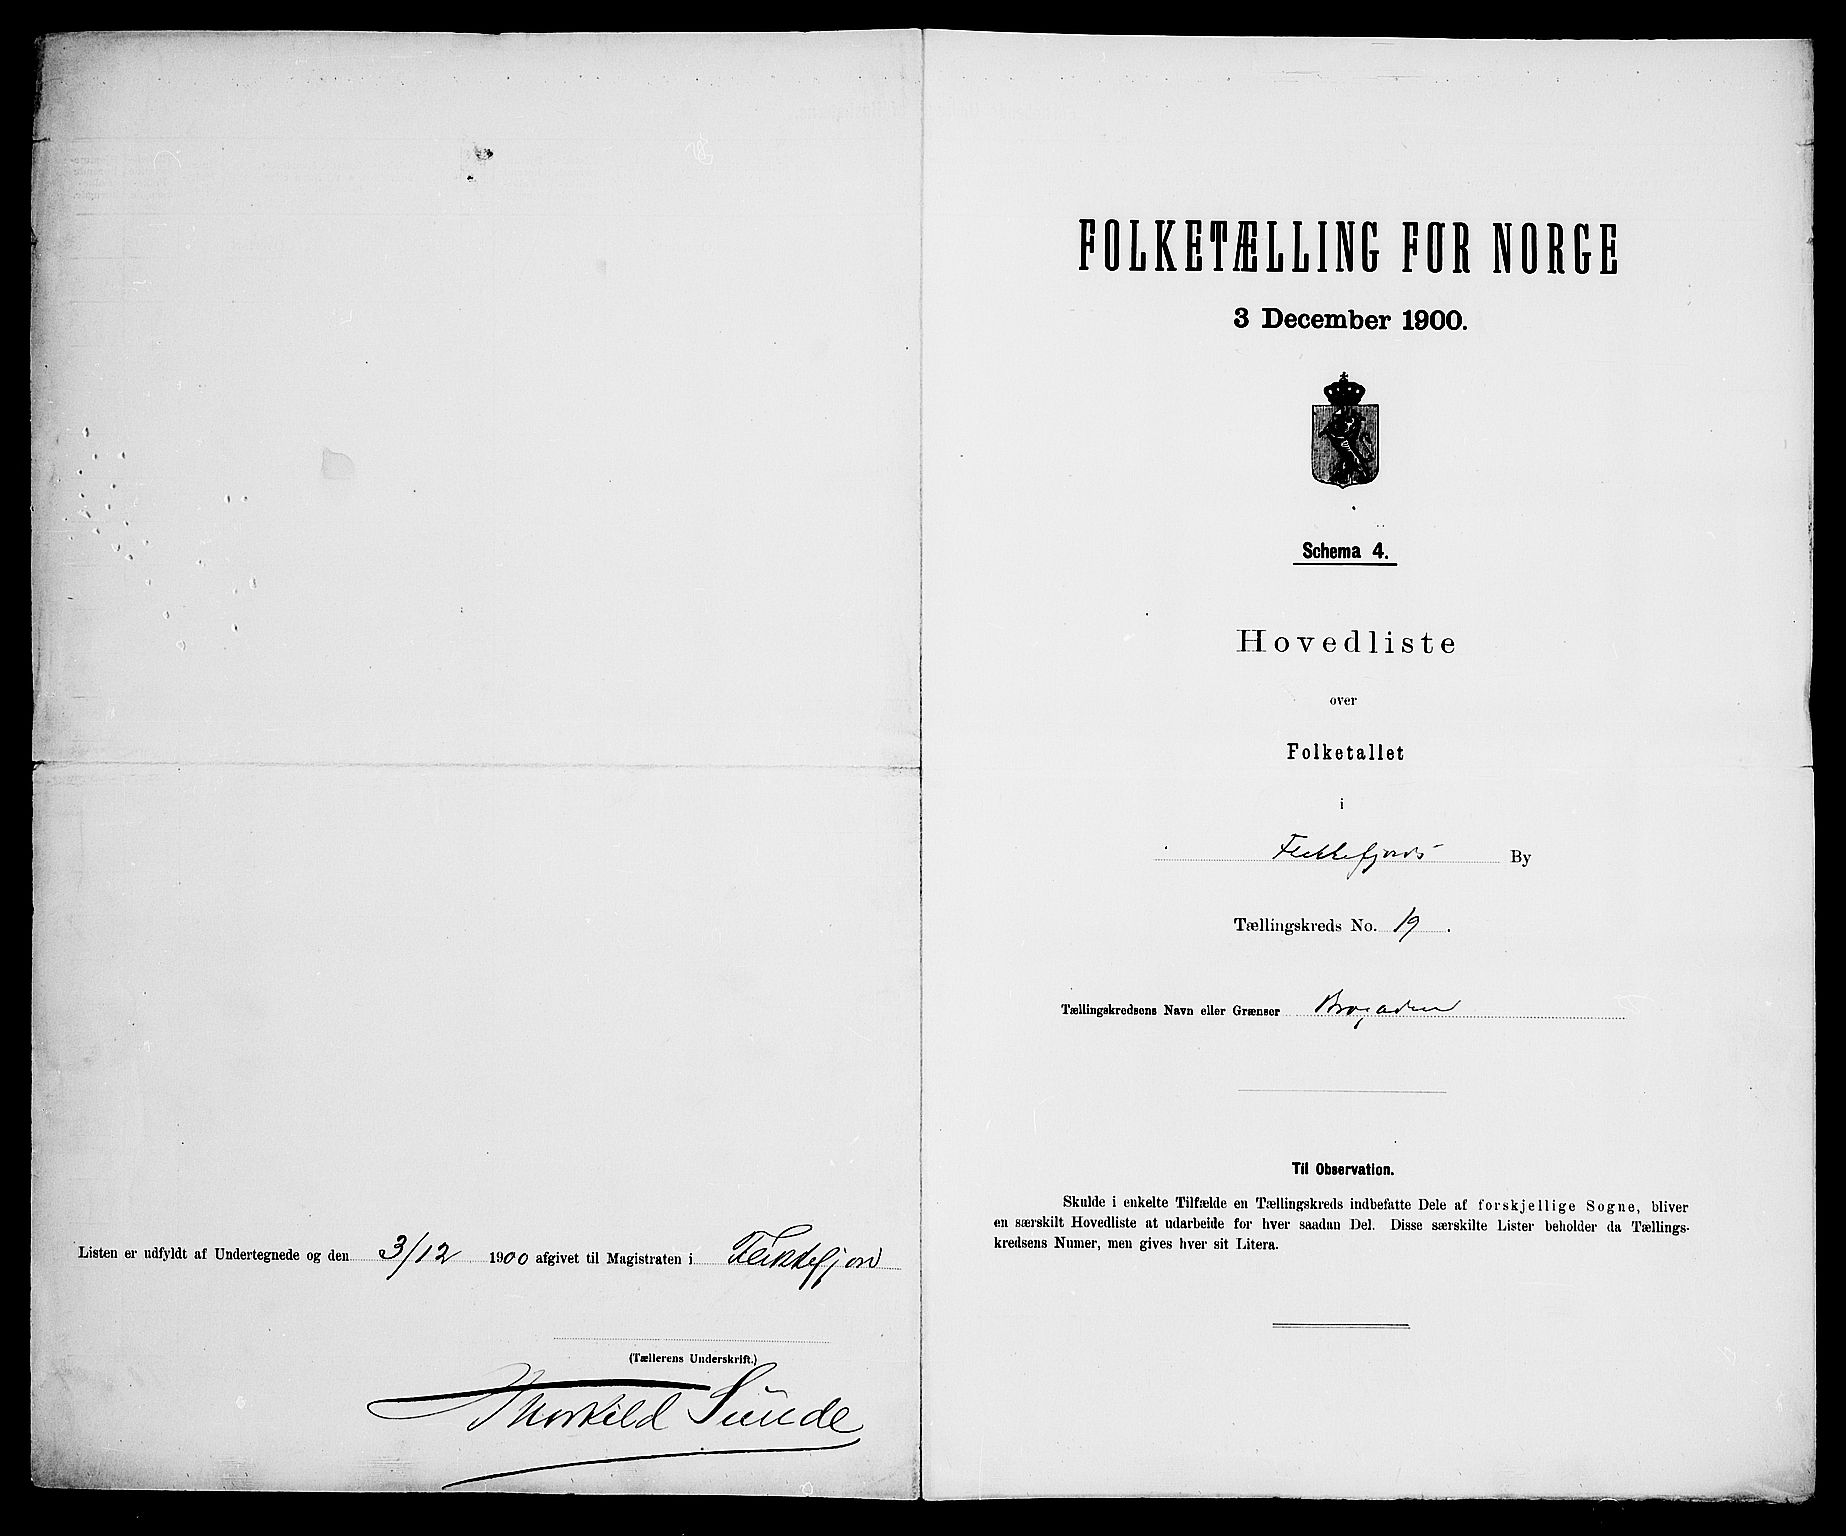 Listen er udfyldt af Undertegnede og den 3/12 1900 afgivet til Magistraten i Flekkefjord
(Tællerens Underskrift.)
Thorkild Sunde
FOLKETÆLLING FOR NORGE
3 December 1900.
Schema 4.
Hovedliste
over
Folketallet
i
Flekkefjords By
Tællingskreds No. 19.
Tællingskredsens Navn eller Grænser
Til Observation.
Skulde i enkelte Tilfælde en Tællingskreds indbefatte Dele af forskjellige Sogne, bliver
en særskilt Hovedliste at udarbeide for hver saadan Del. Disse særskilte Lister beholder da Tællings-
kredsens Numer, men gives hver sit Litera.